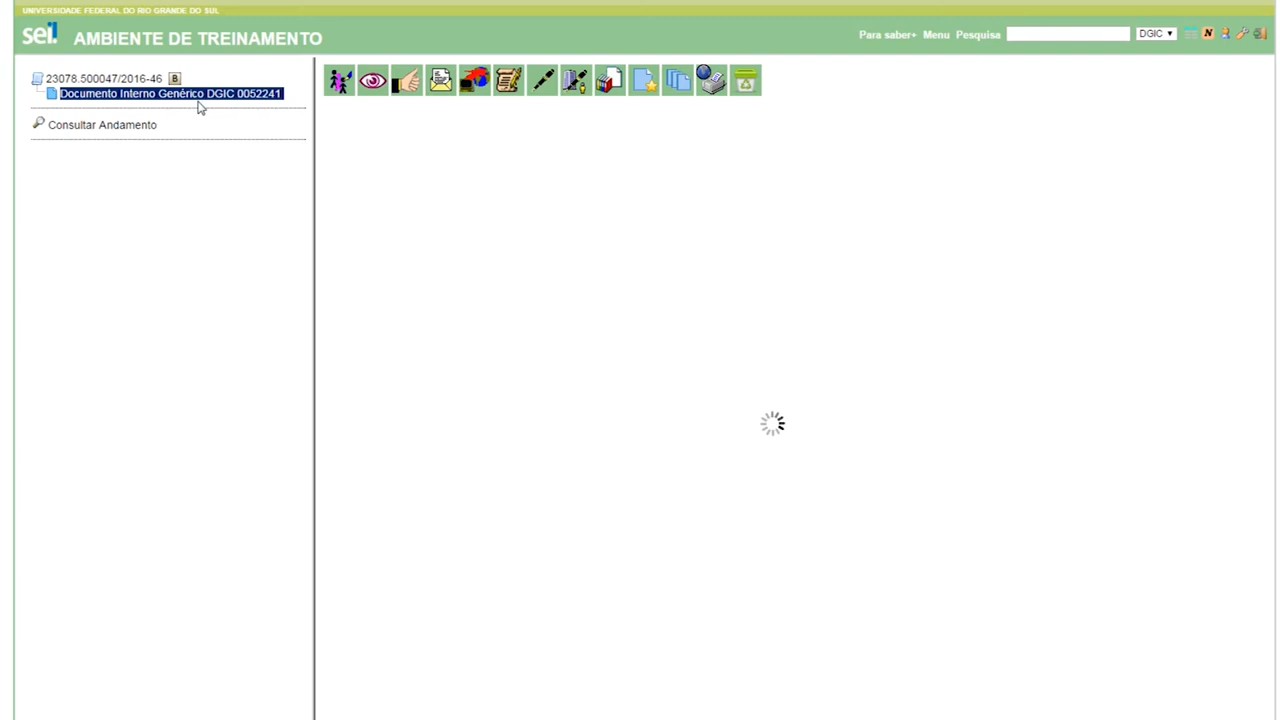 UNIVERSIDADE FEDERAL DO RIO GRANDE DO SUL
sei! AMBIENTE DE TREINAMENTO
Para saber+ Menu Pesquisa DGIC
23078.500047/2016-46 B
Documento Interno Genérico DGIC 0052241
Consultar Andamento